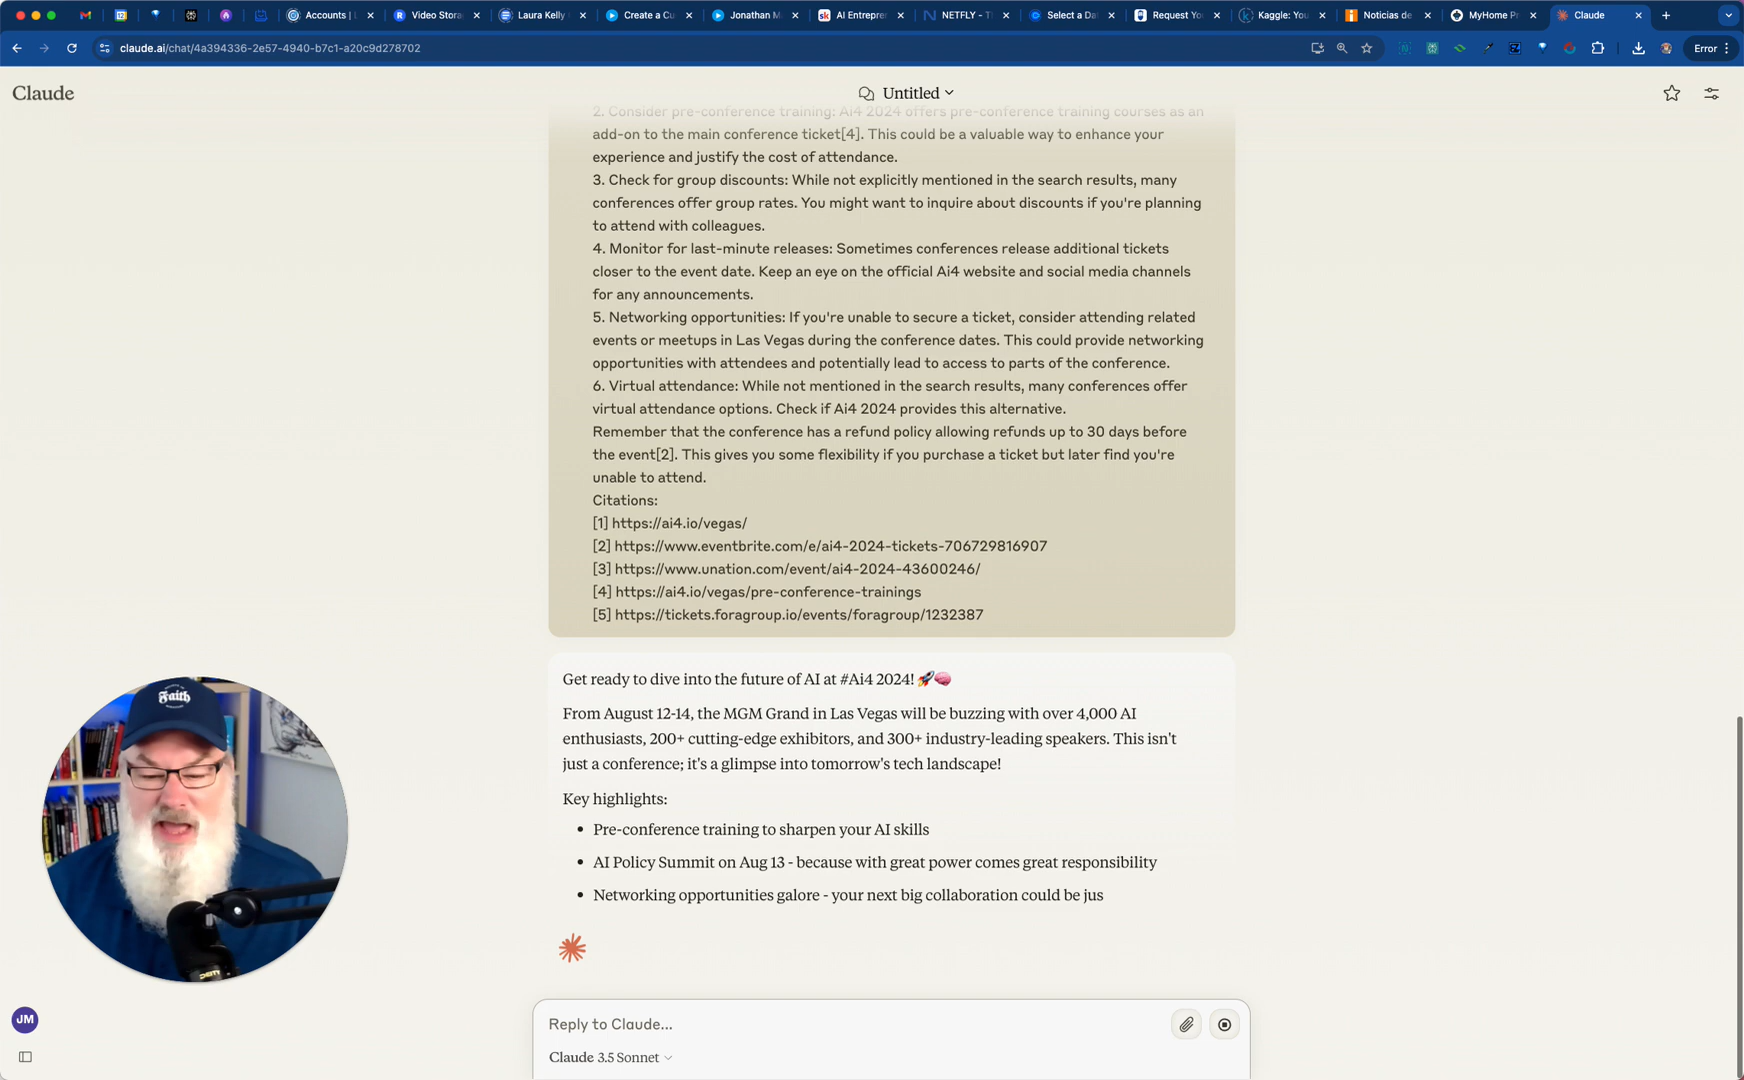 Accounts | L
Video Stora
Laura Kelly
Create a Cu
Jonathan M
sk AI Entrepre
NETFLY - Th
Select a Da
Request Yo
Kaggle: You
Noticias de
MyHome Pr
Claude
claude.ai/chat/4a394336-2e57-4940-b7c1-a20c9d278702
Error
Claude
Untitled
2. Consider pre-conference training: Ai4 2024 offers pre-conference training courses as an
add-on to the main conference ticket[4]. This could be a valuable way to enhance your
experience and justify the cost of attendance.
3. Check for group discounts: While not explicitly mentioned in the search results, many
conferences offer group rates. You might want to inquire about discounts if you're planning
to attend with colleagues.
4. Monitor for last-minute releases: Sometimes conferences release additional tickets
closer to the event date. Keep an eye on the official Ai4 website and social media channels
for any announcements.
5. Networking opportunities: If you're unable to secure a ticket, consider attending related
events or meetups in Las Vegas during the conference dates. This could provide networking
opportunities with attendees and potentially lead to access to parts of the conference.
6. Virtual attendance: While not mentioned in the search results, many conferences offer
virtual attendance options. Check if Ai4 2024 provides this alternative.
Remember that the conference has a refund policy allowing refunds up to 30 days before
the event[2]. This gives you some flexibility if you purchase a ticket but later find you're
unable to attend.
Citations:
[1] https://ai4.io/vegas/
[2] https://www.eventbrite.com/e/ai4-2024-tickets-706729816907
[3] https://www.unation.com/event/ai4-2024-43600246/
[4] https://ai4.io/vegas/pre-conference-trainings
[5] https://tickets.foragroup.io/events/foragroup/1232387
Get ready to dive into the future of AI at #Ai4 2024! 🚀🧠
From August 12-14, the MGM Grand in Las Vegas will be buzzing with over 4,000 AI
enthusiasts, 200+ cutting-edge exhibitors, and 300+ industry-leading speakers. This isn't
just a conference; it's a glimpse into tomorrow's tech landscape!
Key highlights:
• Pre-conference training to sharpen your AI skills
• AI Policy Summit on Aug 13 - because with great power comes great responsibility
• Networking opportunities galore - your next big collaboration could be jus
Faith
JM
Reply to Claude...
Claude 3.5 Sonnet